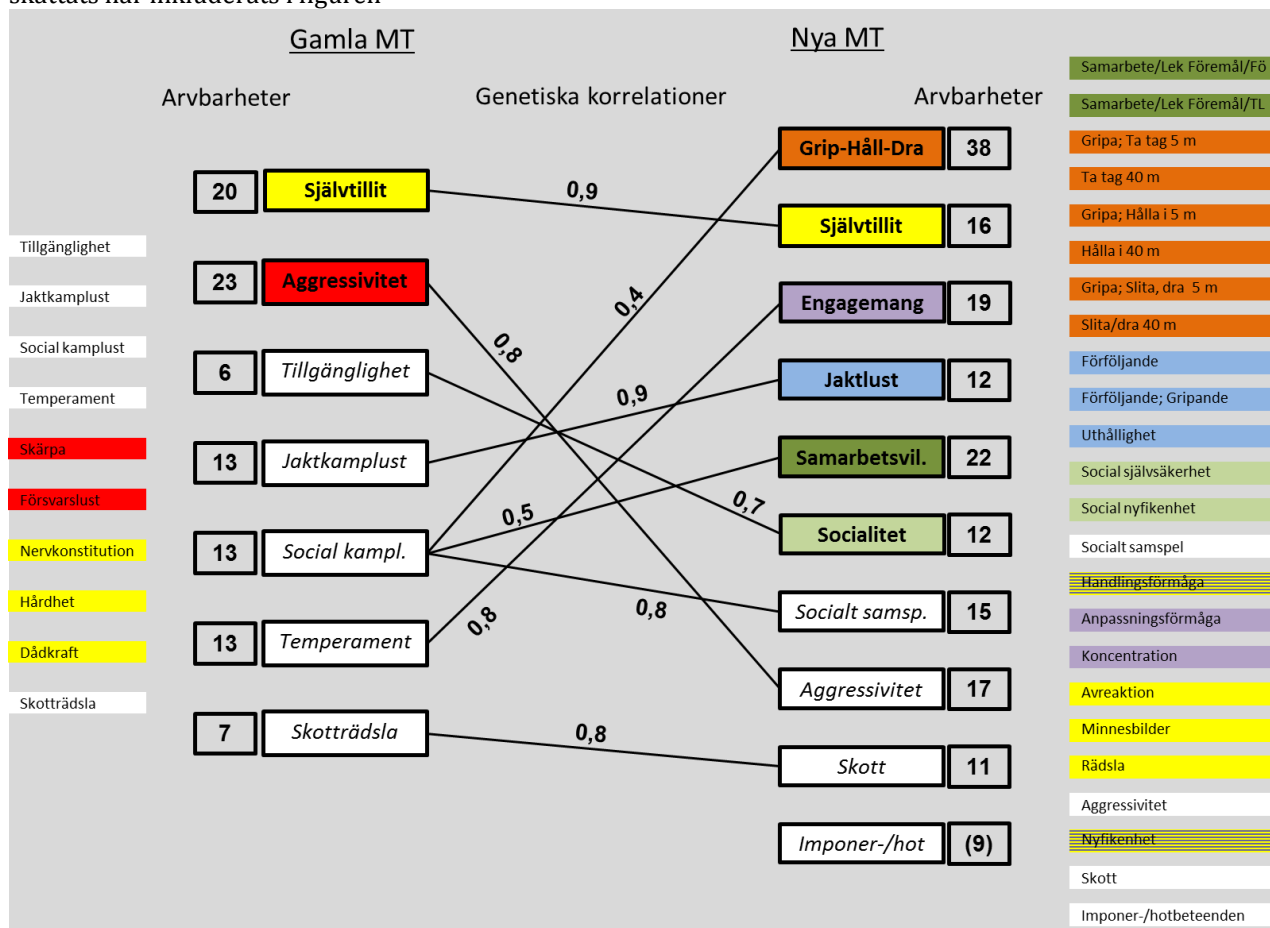 skattats har inkluderats i figuren
Gamla MT
Nya MT
Arvbarheter
Genetiska korrelationer
Arvbarheter
Tillgänglighet
Jaktkamplust
Social kamplust
Temperament
Skärpa
Försvarslust
Nervkonstitution
Hårdhet
Dådkraft
Skotträdsla
20 Självtillit
23 Aggressivitet
6 Tillgänglighet
13 Jaktkamplust
13 Social kampl.
13 Temperament
7 Skotträdsla
0,9
0,4
0,8
0,9
0,5
0,7
0,8
0,8
0,8
Grip-Håll-Dra 38
Självtillit 16
Engagemang 19
Jaktlust 12
Samarbetsvil. 22
Socialitet 12
Socialt samsp. 15
Aggressivitet 17
Skott 11
Imponer-/hot (9)
Samarbete/Lek Föremål/Fö
Samarbete/Lek Föremål/TL
Gripa; Ta tag 5 m
Ta tag 40 m
Gripa; Hålla i 5 m
Hålla i 40 m
Gripa; Slita, dra 5 m
Slita/dra 40 m
Förföljande
Förföljande; Gripande
Uthållighet
Social självsäkerhet
Social nyfikenhet
Socialt samspel
Handlingsförmåga
Anpassningsförmåga
Koncentration
Avreaktion
Minnesbilder
Rädsla
Aggressivitet
Nyfikenhet
Skott
Imponer-/hotbeteenden